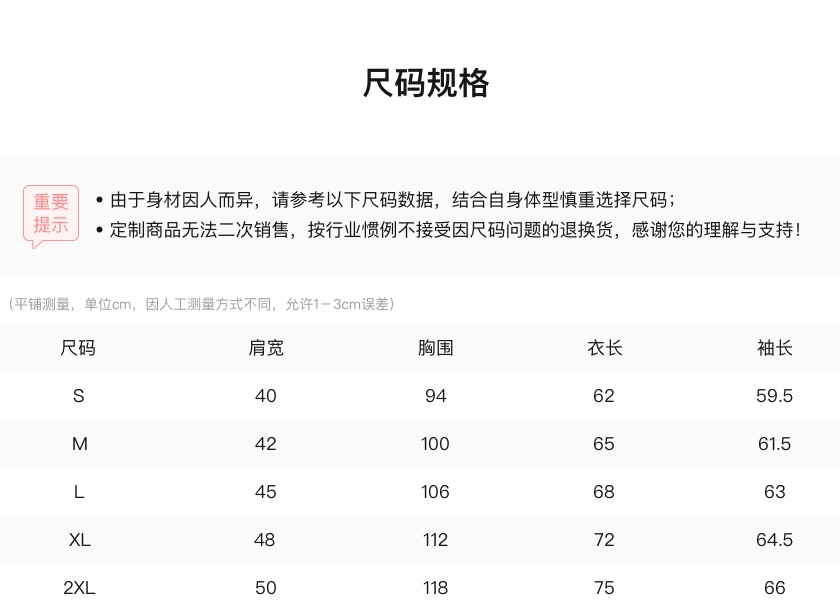 尺码规格
重要
提示
• 由于身材因人而异，请参考以下尺码数据，结合自身体型慎重选择尺码；
• 定制商品无法二次销售，按行业惯例不接受因尺码问题的退换货，感谢您的理解与支持！
（平铺测量，单位cm，因人工测量方式不同，允许1－3cm误差）
尺码 肩宽 胸围 衣长 袖长
S 40 94 62 59.5
M 42 100 65 61.5
L 45 106 68 63
XL 48 112 72 64.5
2XL 50 118 75 66